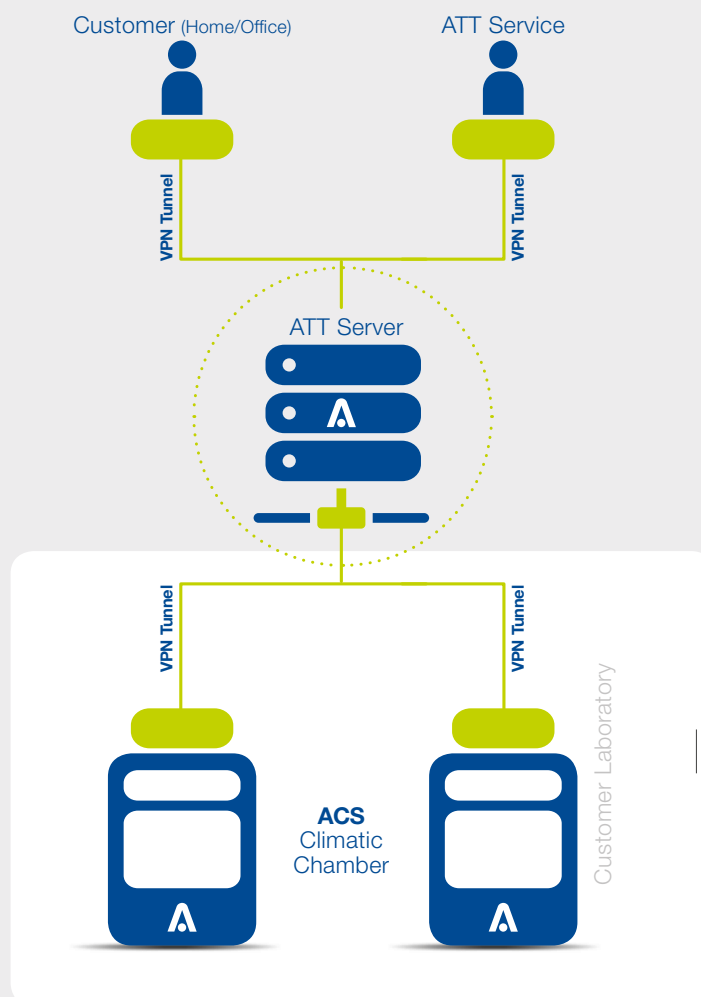 Customer (Home/Office)
ATT Service
VPN Tunnel
VPN Tunnel
ATT Server
VPN Tunnel
VPN Tunnel
Customer Laboratory
ACS
Climatic
Chamber